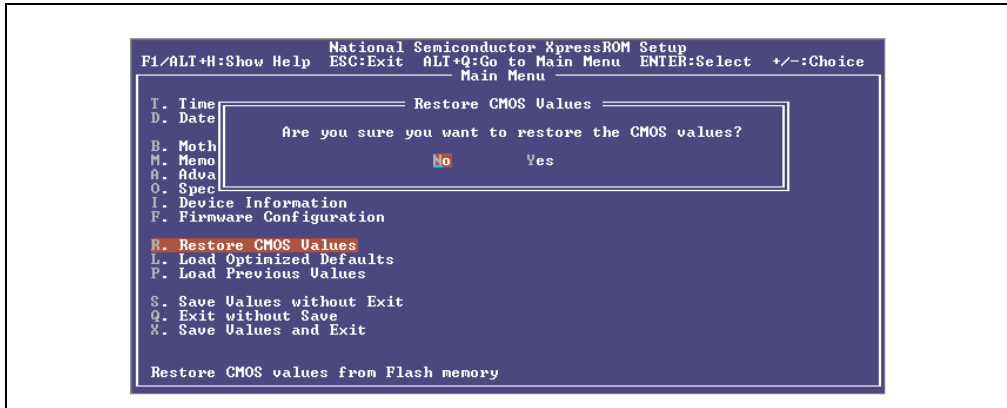 National Semiconductor XpressROM Setup
F1/ALT+H:Show Help ESC:Exit ALT+Q:Go to Main Menu ENTER:Select +/-:Choice
Main Menu
T. Time
Restore CMOS Values
D. Date
Are you sure you want to restore the CMOS values?
B. Moth
M. Memo
No Yes
A. Adva
O. Spec
I. Device Information
F. Firmware Configuration
R. Restore CMOS Values
L. Load Optimized Defaults
P. Load Previous Values
S. Save Values without Exit
Q. Exit without Save
X. Save Values and Exit
Restore CMOS values from Flash memory